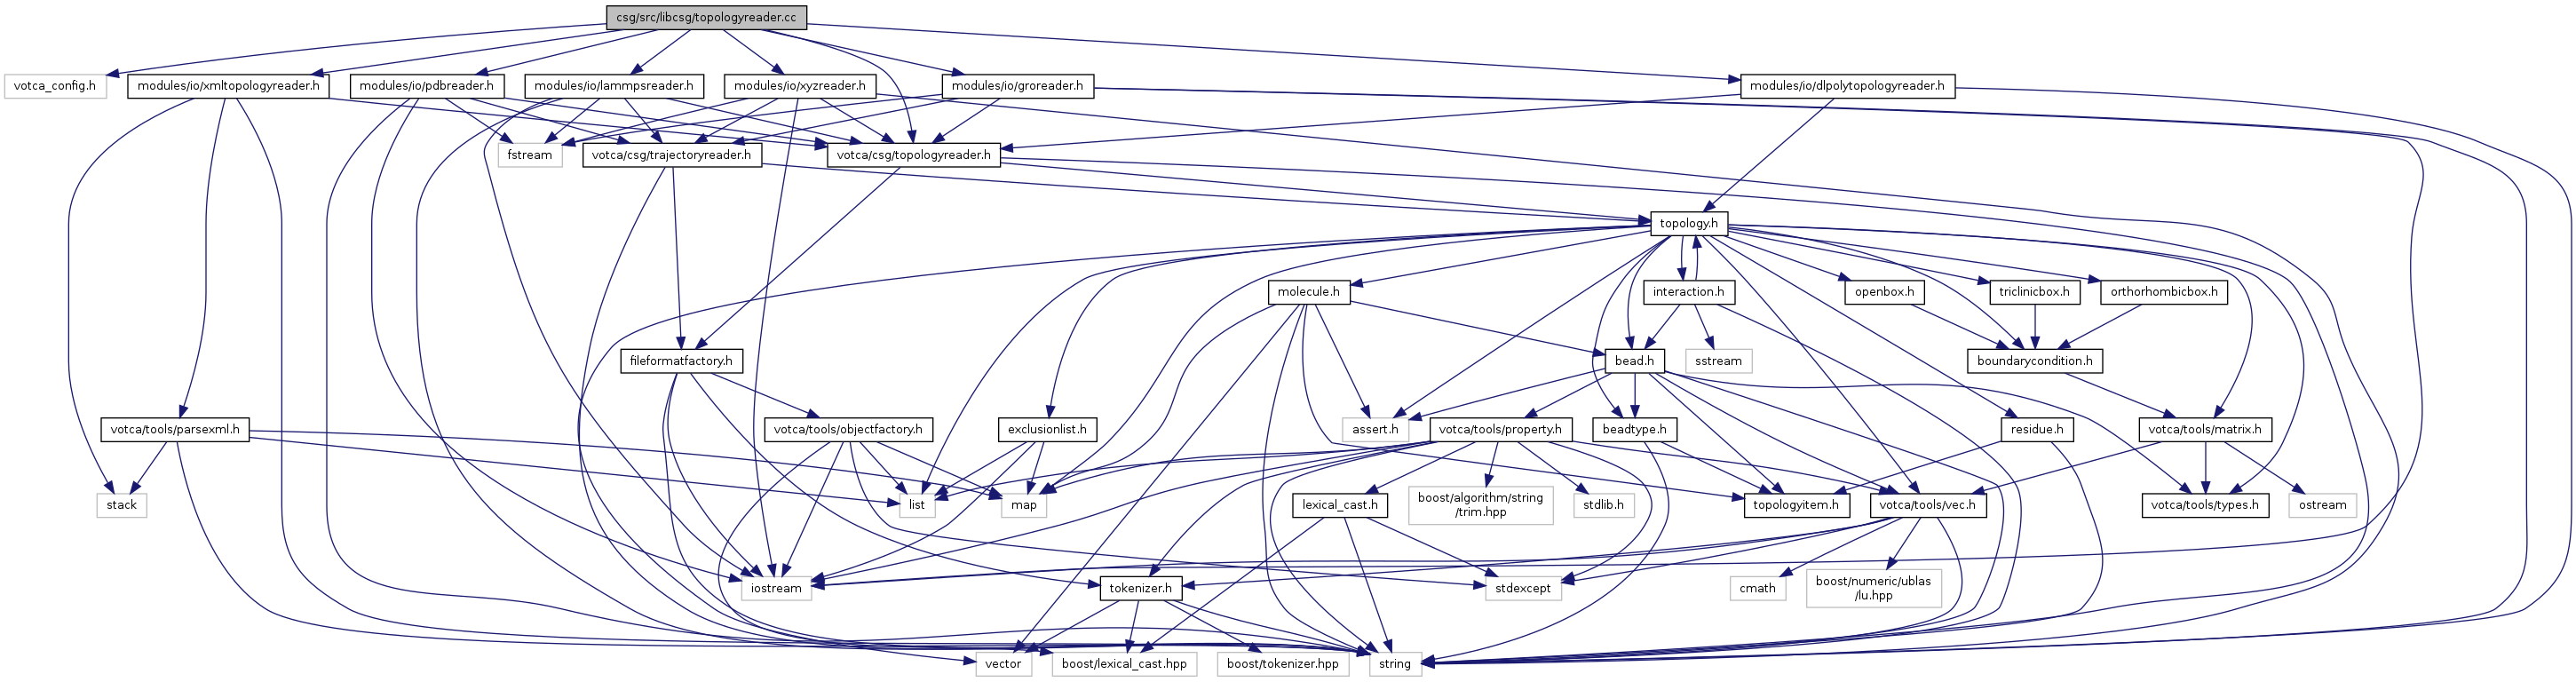 csg/src/libcsg/topologyreader.cc
votca_config.h
modules/io/xmltopologyreader.h
modules/io/pdbreader.h
modules/io/lammpsreader.h
modules/io/xyzreader.h
modules/io/groreader.h
modules/io/dlpolytopologyreader.h
fstream
votca/csg/trajectoryreader.h
votca/csg/topologyreader.h
topology.h
molecule.h
interaction.h
openbox.h
triclinicbox.h
orthorhombicbox.h
fileformatfactory.h
bead.h
sstream
boundarycondition.h
votca/tools/parsexml.h
votca/tools/objectfactory.h
exclusionlist.h
assert.h
votca/tools/property.h
beadtype.h
residue.h
votca/tools/matrix.h
stack
list
map
lexical_cast.h
boost/algorithm/string
/trim.hpp
stdlib.h
topologyitem.h
votca/tools/vec.h
votca/tools/types.h
ostream
iostream
tokenizer.h
stdexcept
cmath
boost/numeric/ublas
/lu.hpp
vector
boost/lexical_cast.hpp
boost/tokenizer.hpp
string